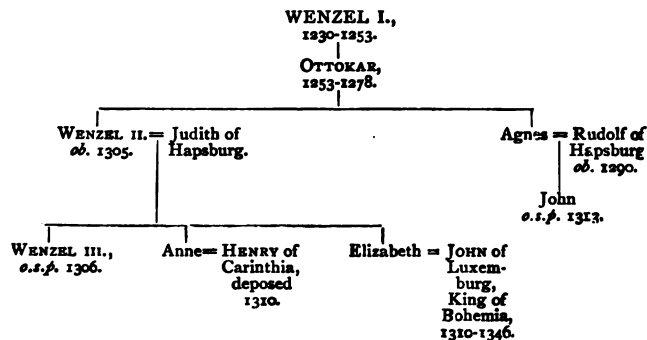 WENZEL I.,
1230-1253.
OTTOKAR,
1253-1278.
WENZEL II. = Judith of
ob. 1305. Hapsburg.
Agnes = Rudolf of
Hapsburg
ob. 1290.
John
o.s.p. 1313.
WENZEL III.,
o.s.p. 1306.
Anne = HENRY of
Carinthia,
deposed
1310.
Elizabeth = JOHN of
Luxem-
burg,
King of
Bohemia,
1310-1346.